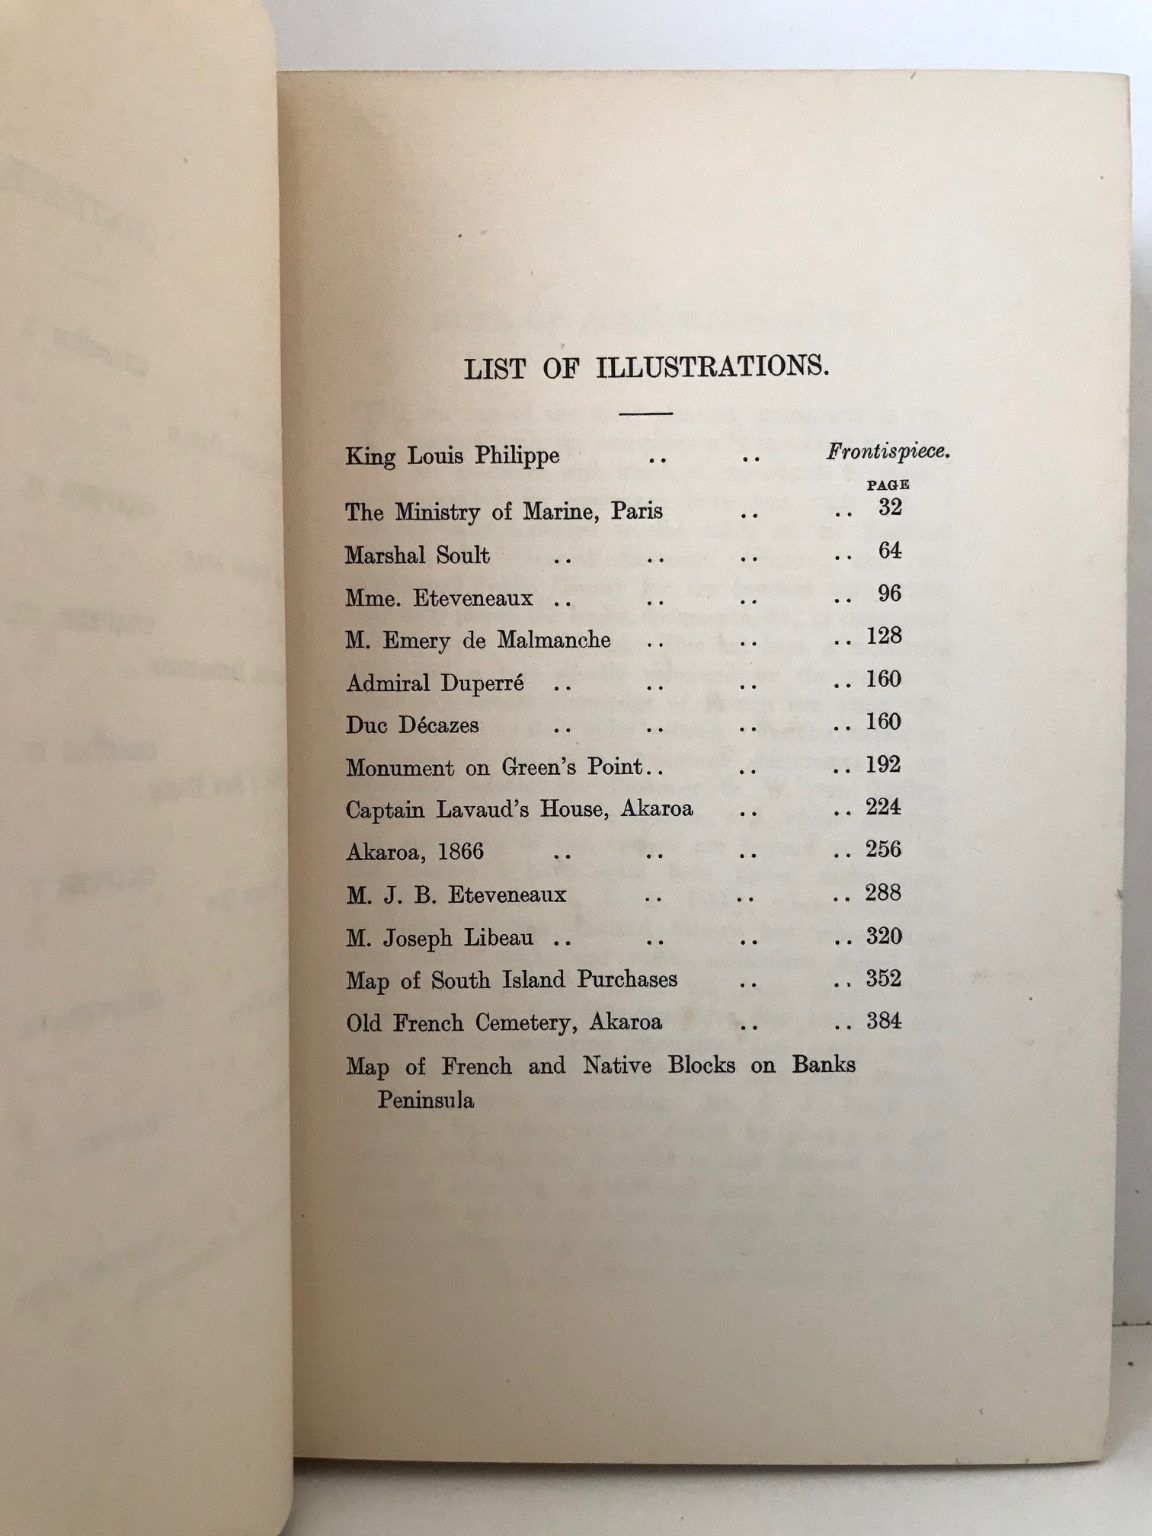 LIST OF ILLUSTRATIONS.
King Louis Philippe .. .. Frontispiece.
PAGE
The Ministry of Marine, Paris .. .. 32
Marshal Soult .. .. .. .. 64
Mme. Eteveneaux .. .. .. .. 96
M. Emery de Malmanche .. .. .. 128
Admiral Duperré .. .. .. .. 160
Duc Décazes .. .. .. .. 160
Monument on Green's Point .. .. .. 192
Captain Lavaud's House, Akaroa .. .. 224
Akaroa, 1866 .. .. .. .. 256
M. J. B. Eteveneaux .. .. .. 288
M. Joseph Libeau .. .. .. .. 320
Map of South Island Purchases .. .. 352
Old French Cemetery, Akaroa .. .. 384
Map of French and Native Blocks on Banks
Peninsula